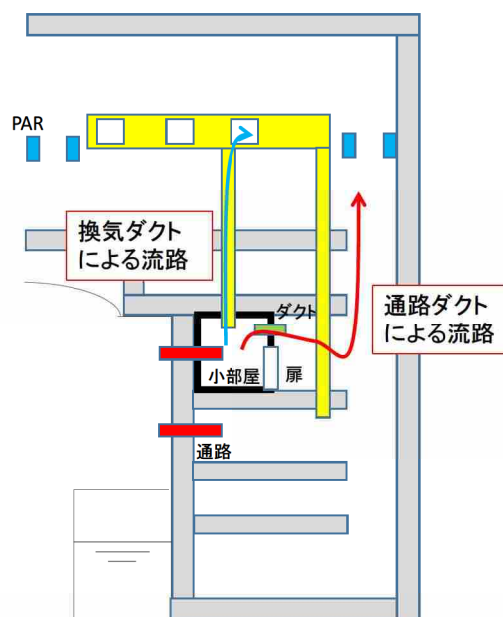 PAR
換気ダクト
による流路
ダクト
通路ダクト
による流路
小部屋
扉
通路